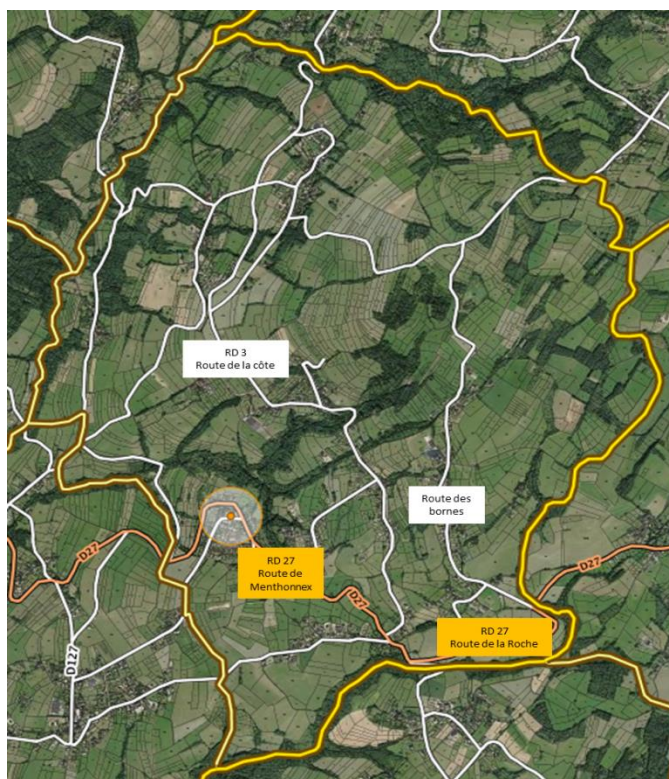 RD 3
Route de la côte
Route des
bornes
RD 27
Route de
Menthonnex
D27
D27
D27
RD 27
Route de la Roche
D127